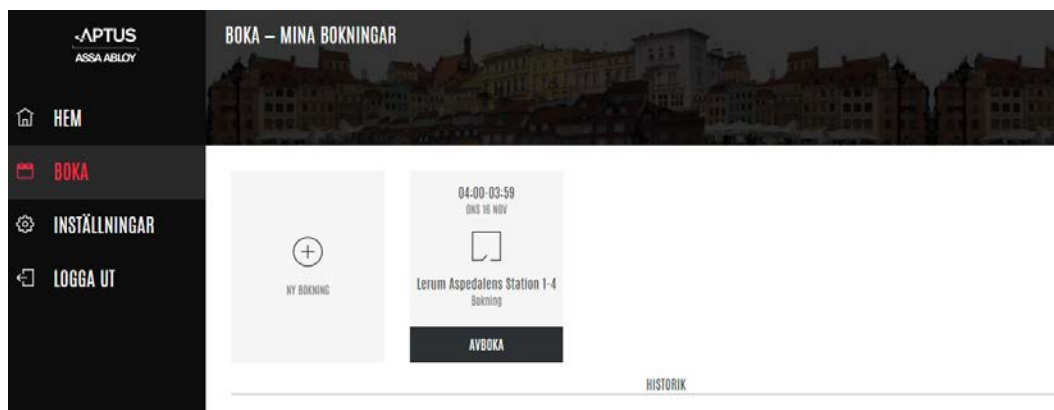 APTUS
ASSA ABLOY
HEM
BOKA
INSTÄLLNINGAR
LOGGA UT
BOKA – MINA BOKNINGAR
NY BOKNING
04:00-03:59
ONS 16 NOV
Lerum Aspedalens Station 1-4
Bokning
AVBOKA
HISTORIK